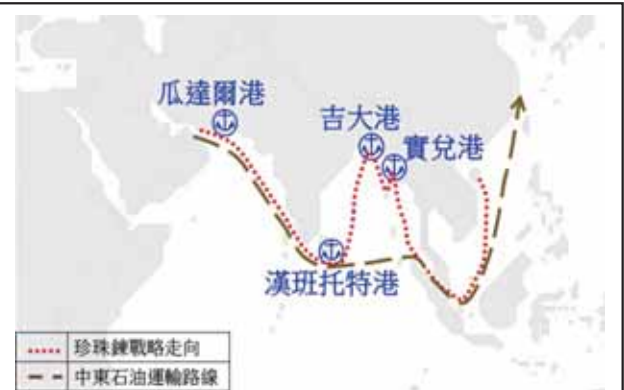 瓜達爾港
吉大港
實兌港
漢班托特港
珍珠鍊戰略走向
中東石油運輸路線